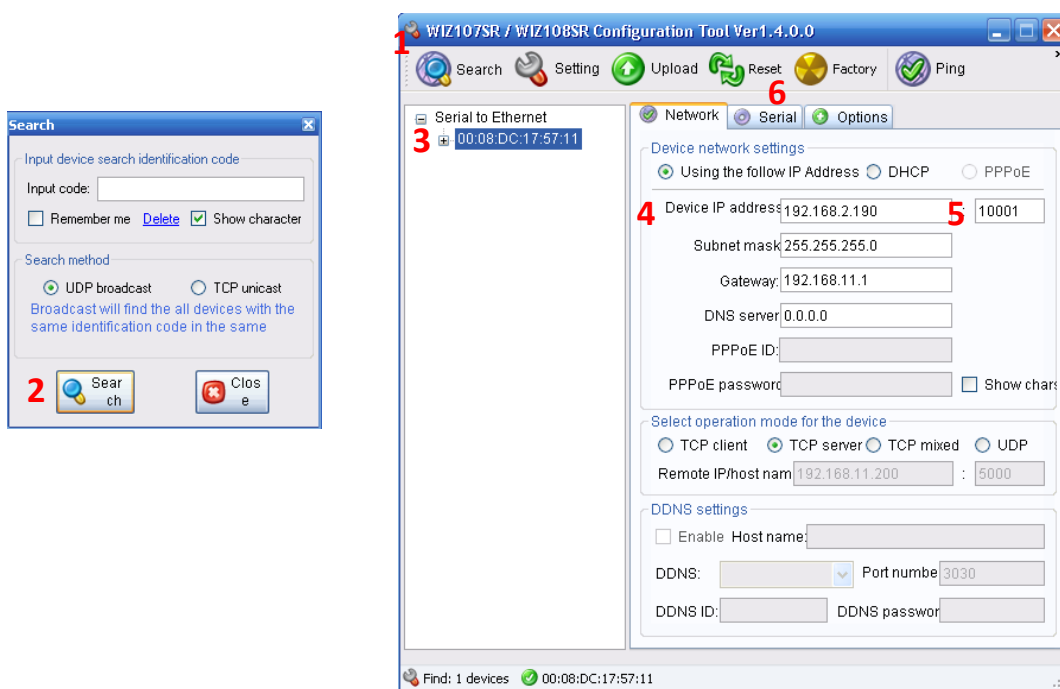 Search
Input device search identification code
Input code:
Remember me Delete Show character
Search method
UDP broadcast TCP unicast
Broadcast will find the all devices with the
same identification code in the same
2
Sear
ch
Clos
e
WIZ107SR / WIZ108SR Configuration Tool Ver1.4.0.0
1
Search Setting Upload Reset Factory Ping
6
Serial to Ethernet
3 00:08:DC:17:57:11
Network Serial Options
Device network settings
Using the follow IP Address DHCP PPPoE
4 Device IP address 192.168.2.190 : 5 10001
Subnet mask 255.255.255.0
Gateway: 192.168.11.1
DNS server 0.0.0.0
PPPoE ID:
PPPoE password Show chars
Select operation mode for the device
TCP client TCP server TCP mixed UDP
Remote IP/host nam 192.168.11.200 : 5000
DDNS settings
Enable Host name:
DDNS: Port numbe 3030
DDNS ID: DDNS passwor
Find: 1 devices 00:08:DC:17:57:11